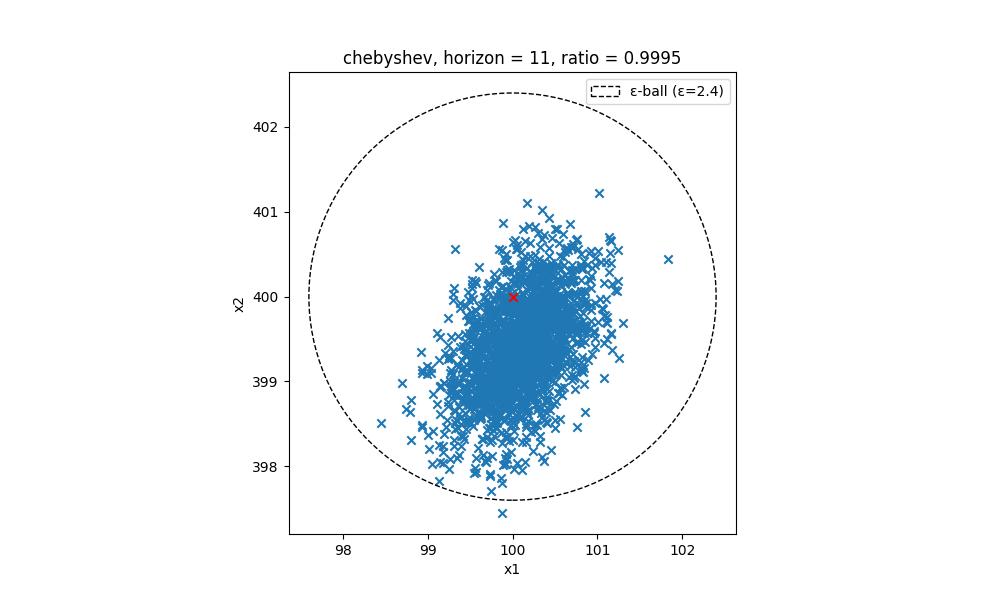 chebyshev, horizon = 11, ratio = 0.9995
ε-ball (ε=2.4)
402
401
400
399
398
x2
98 99 100 101 102
x1